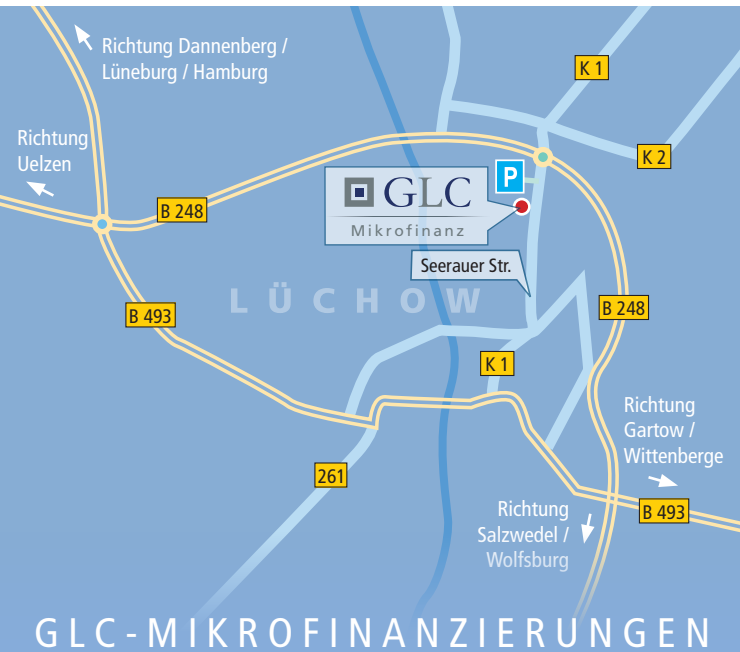 Richtung Dannenberg /
Lüneburg / Hamburg
K 1
Richtung
Uelzen
K 2
P
B 248
GLC
Mikrofinanz
Seerauer Str.
LÜCHOW
B 493
B 248
K 1
Richtung
Gartow /
Wittenberge
261
B 493
Richtung
Salzwedel /
Wolfsburg
GLC-MIKROFINANZIERUNGEN